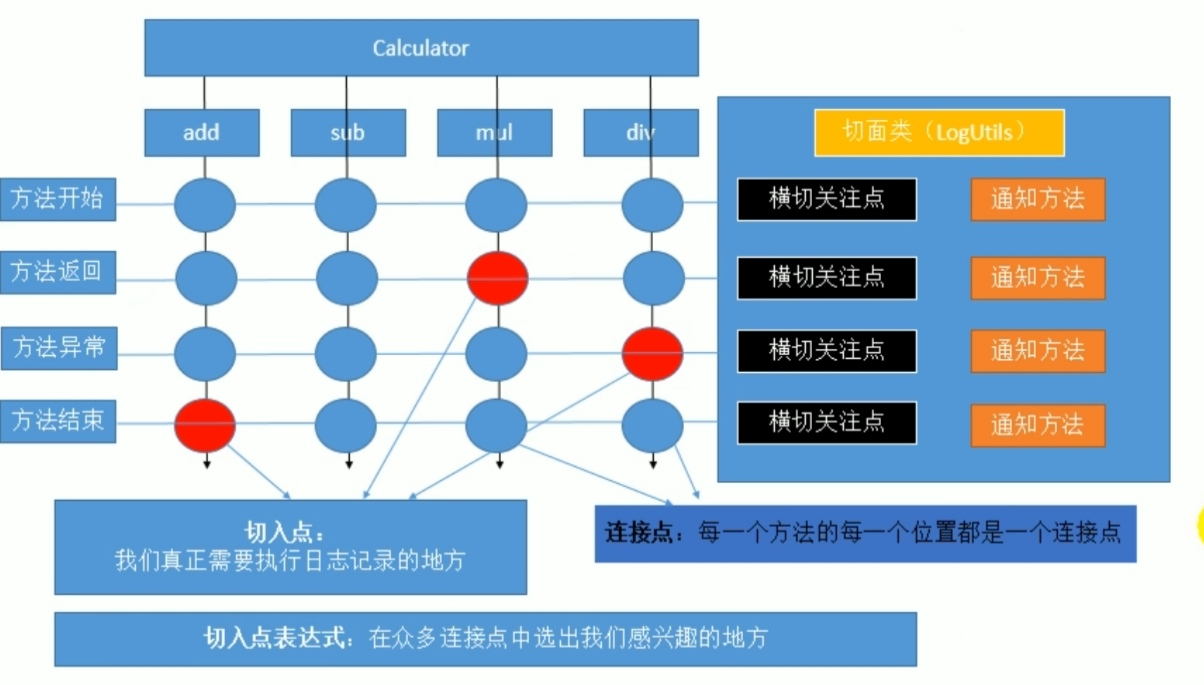 Calculator
add
sub
mul
div
切面类（LogUtils）
方法开始
横切关注点
通知方法
方法返回
横切关注点
通知方法
方法异常
横切关注点
通知方法
方法结束
横切关注点
通知方法
切入点：
我们真正需要执行日志记录的地方
连接点：每一个方法的每一个位置都是一个连接点
切入点表达式：在众多连接点中选出我们感兴趣的地方